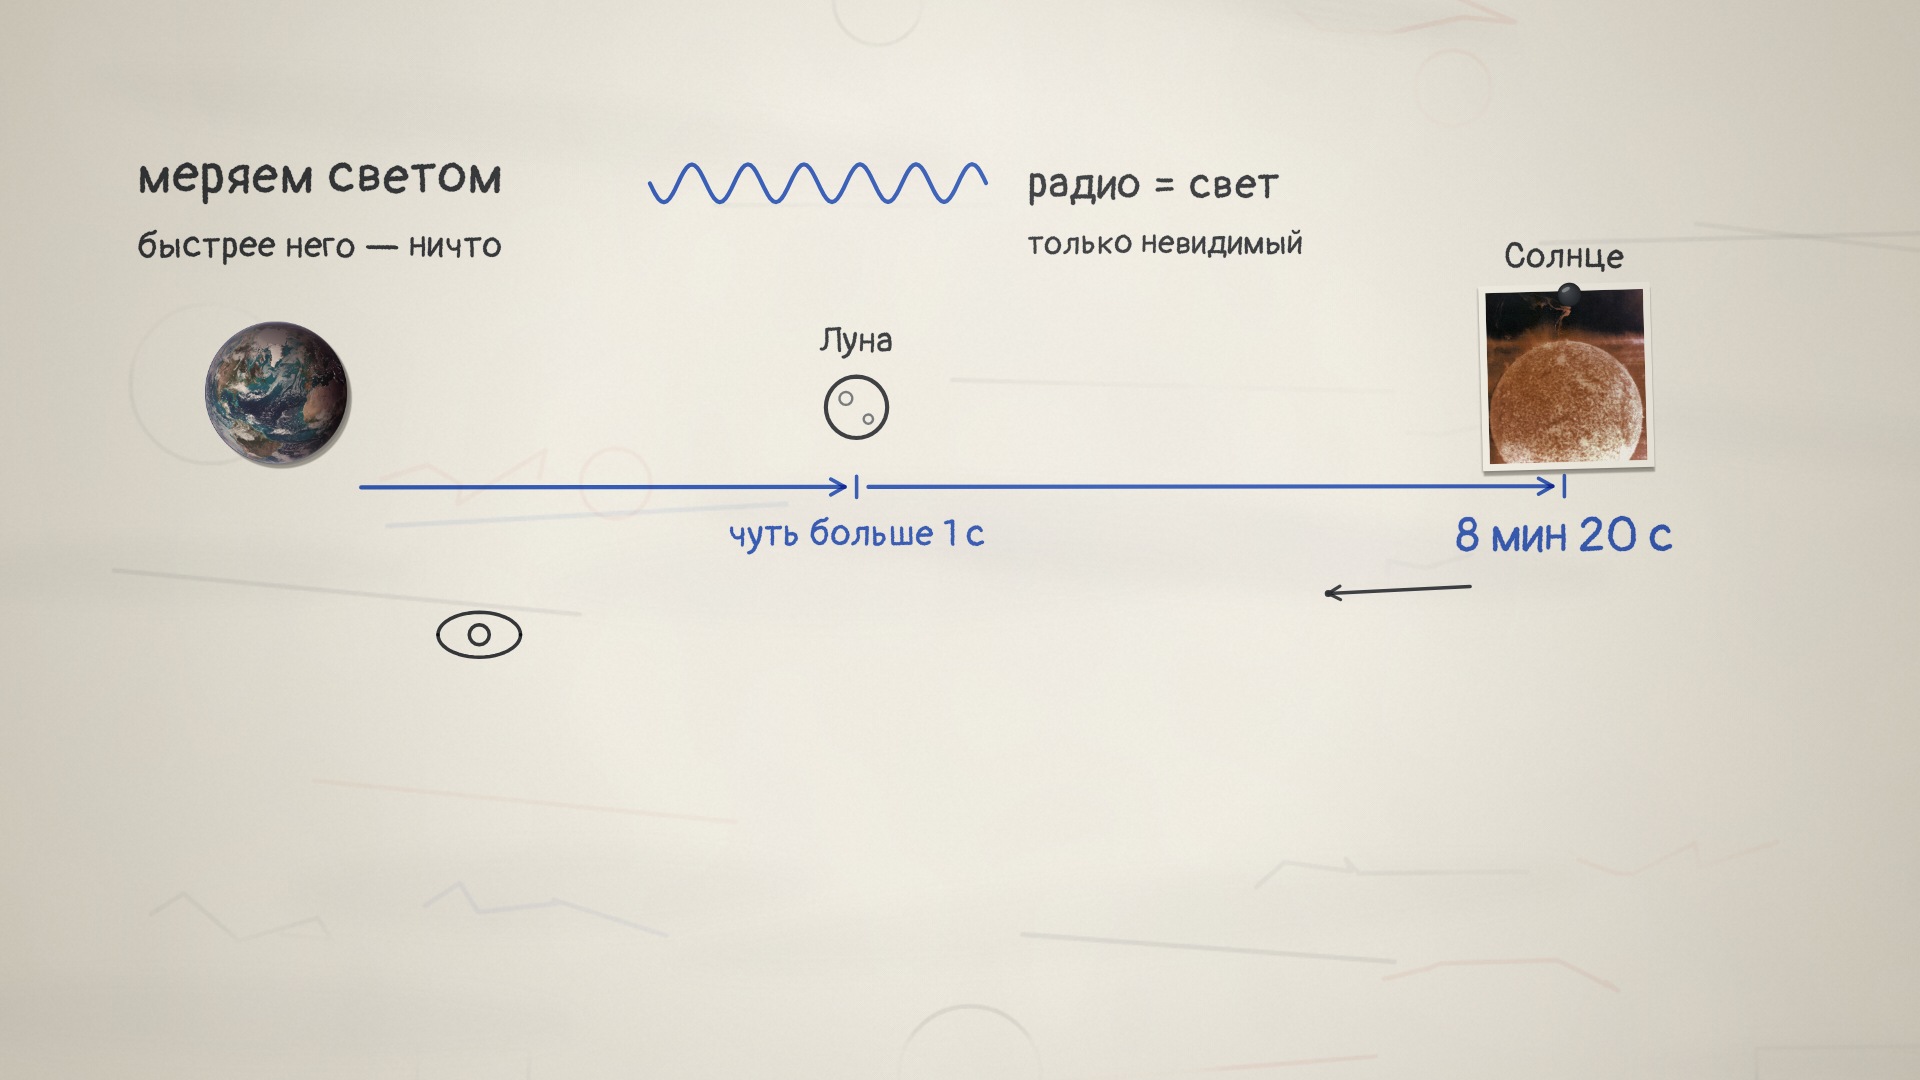 меряем светом
быстрее него — ничто
радио = свет
только невидимый
Солнце
Луна
чуть больше 1 с
8 мин 20 с